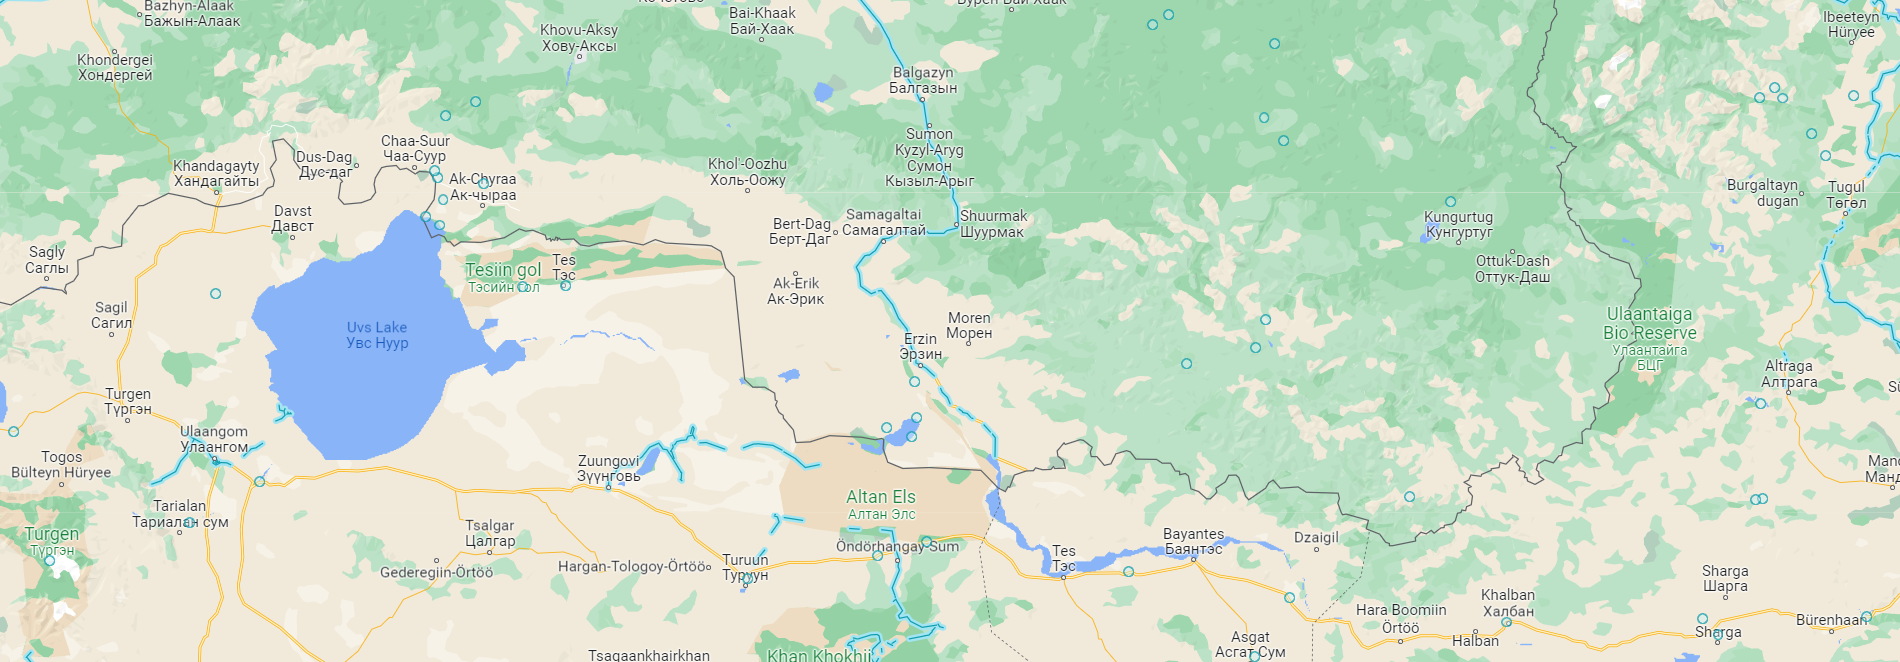 Bazhyn-Alaak
Бажын-Алаак
Bai-Khaak
Бай-Хаак
Khovu-Aksy
Хову-Аксы
Ibeeteyn
Hüryee
Khondergei
Хондергей
Balgazyn
Балгазын
Sumon
Kyzyl-Aryg
Сумон
Кызыл-Арыг
Chaa-Suur
Чаа-Суур
Dus-Dag
Дус-даг
Khandagayty
Хандагайты
Ak-Chyraa
Ак-чыраа
Khol'-Oozhu
Холь-Оожу
Burgaltayn
dugan
Tugul
Төгөл
Davst
Давст
Bert-Dag
Берт-Даг
Samagaltai
Самагалтай
Shuurmak
Шуурмак
Kungurtug
Кунгуртуг
Sagly
Саглы
Tesiin gol
Тэсийн гол
Tes
Тэс
Ottuk-Dash
Оттук-Даш
Ak-Erik
Ак-Эрик
Sagil
Сагил
Uvs Lake
Увс Нуур
Moren
Морен
Erzin
Эрзин
Ulaantaiga
Bio Reserve
Улаантайга
БЦГ
Altraga
Алтрага
Turgen
Түргэн
Ulaangom
Улаангом
Togos
Bülteyn Hüryee
Zuungovi
Зүүнговь
Tarialan
Тариалан сум
Altan Els
Алтан Элс
Tsalgar
Цалгар
Turgen
Түргэн
Öndörhangay Sum
Tes
Тэс
Bayantes
Баянтэс
Dzaigil
Gederegiin-Örtöö
Hargan-Tologoy-Örtöö
Turuun
Sharga
Шарга
Khalban
Халбан
Hara Boomiin
Örtöö
Halban
Sharga
Bürenhaan
Asgat
Асгат Сум
Tsagaankhairkhan
Khan Khokhii